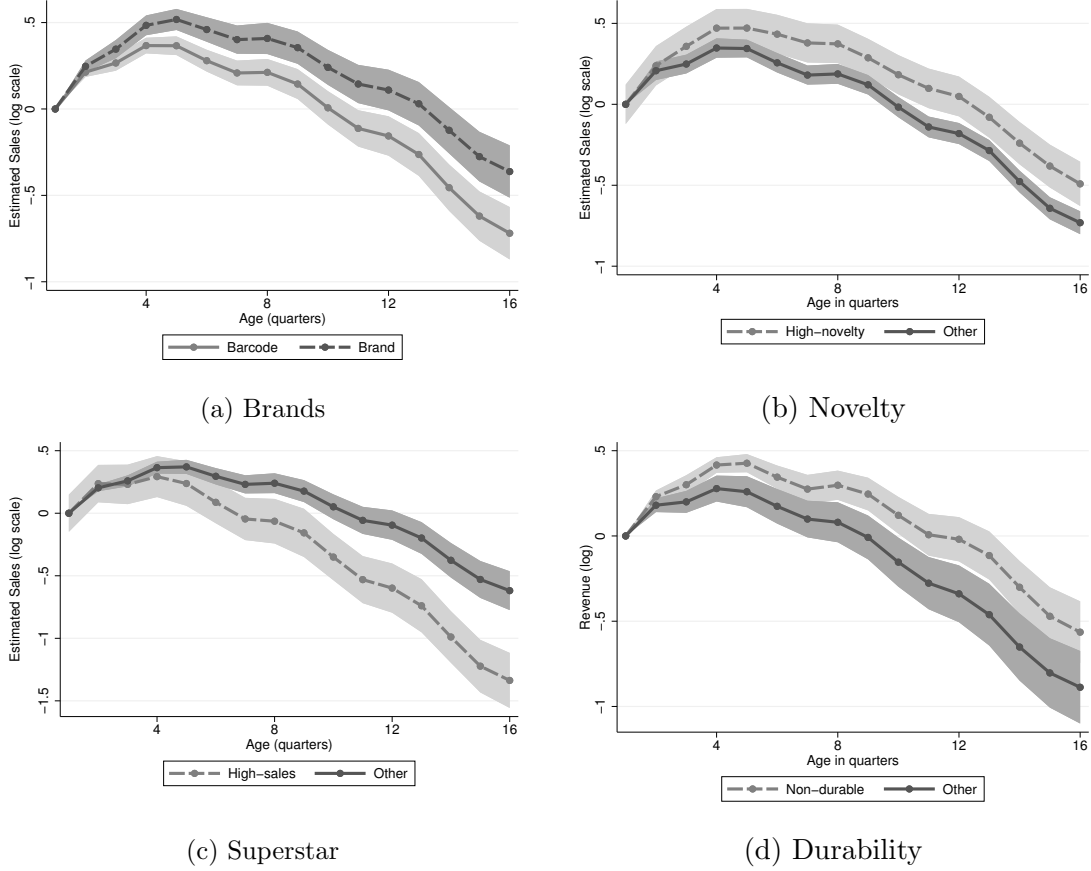 Estimated Sales (log scale)
.5
0
-.5
-1
4
8
12
16
Age (quarters)
Barcode
Brand
(a) Brands
Estimated Sales (log scale)
.5
0
-.5
-1
4
8
12
16
Age in quarters
High-novelty
Other
(b) Novelty
Estimated Sales (log scale)
.5
0
-.5
-1
-1.5
4
8
12
16
Age (quarters)
High-sales
Other
(c) Superstar
Revenue (log)
.5
0
-.5
-1
4
8
12
16
Age in quarters
Non-durable
Other
(d) Durability